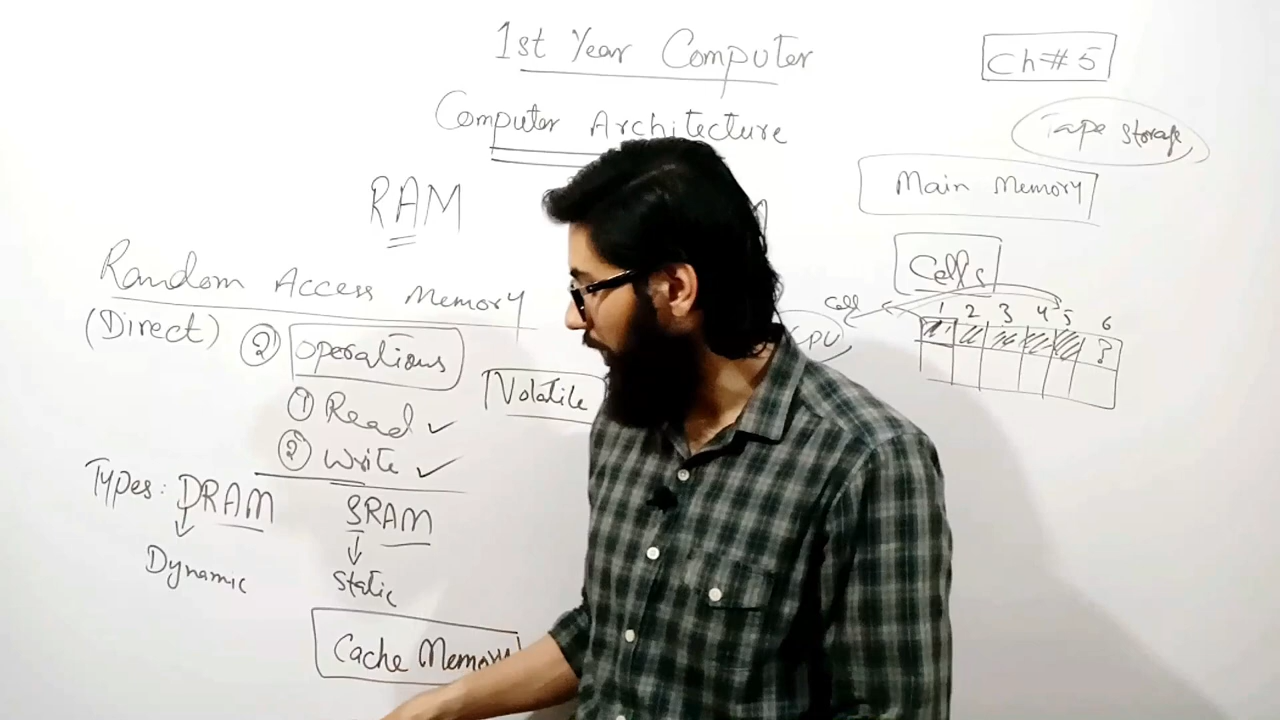 1st Year Computer
Ch# 5
Computer Architecture
Tape Storage
RAM
Main Memory
Cells
Random Access Memory
(Direct)
② Operations
① Read ✓
② Write ✓
Volatile
Cell
CPU
1 2 3 4 5 6
?
Types: DRAM SRAM
Dynamic
Static
Cache Memory